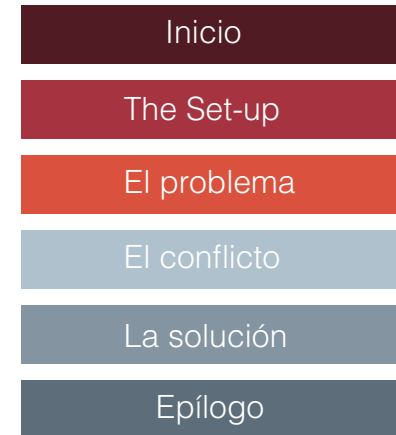 Inicio
The Set-up
El problema
El conflicto
La solución
Epílogo